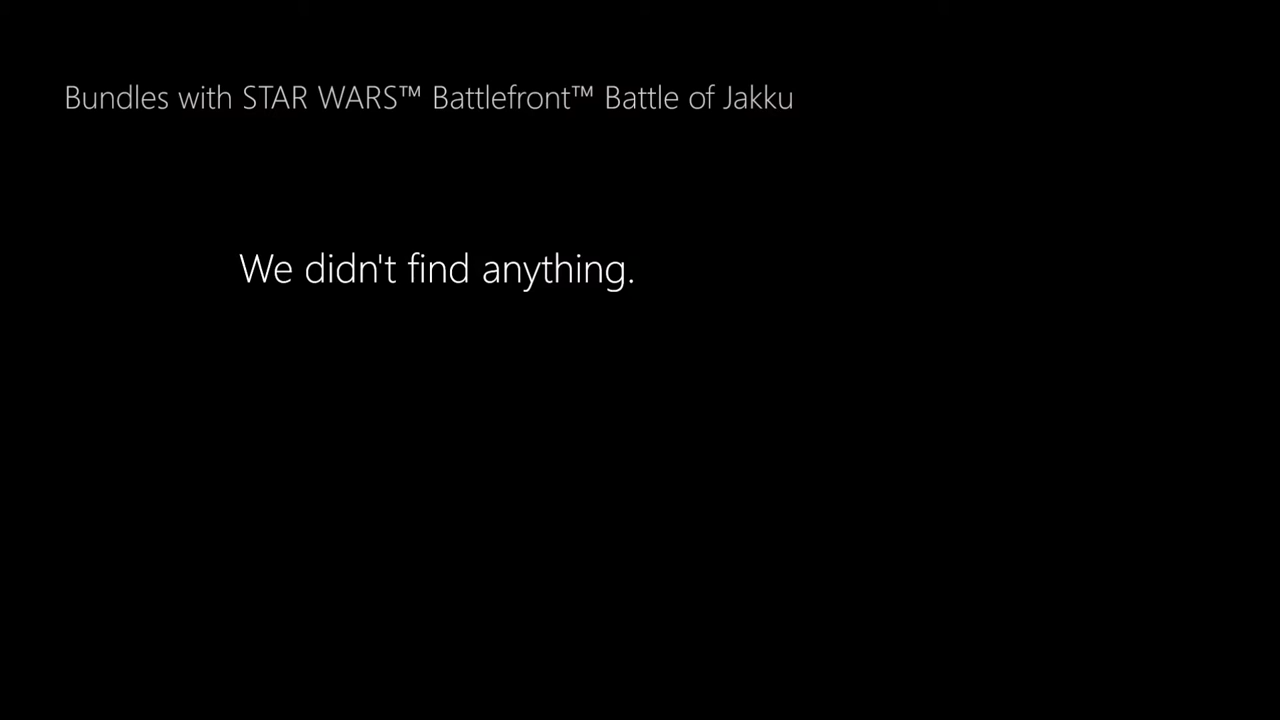 Bundles with STAR WARS™ Battlefront™ Battle of Jakku
We didn't find anything.